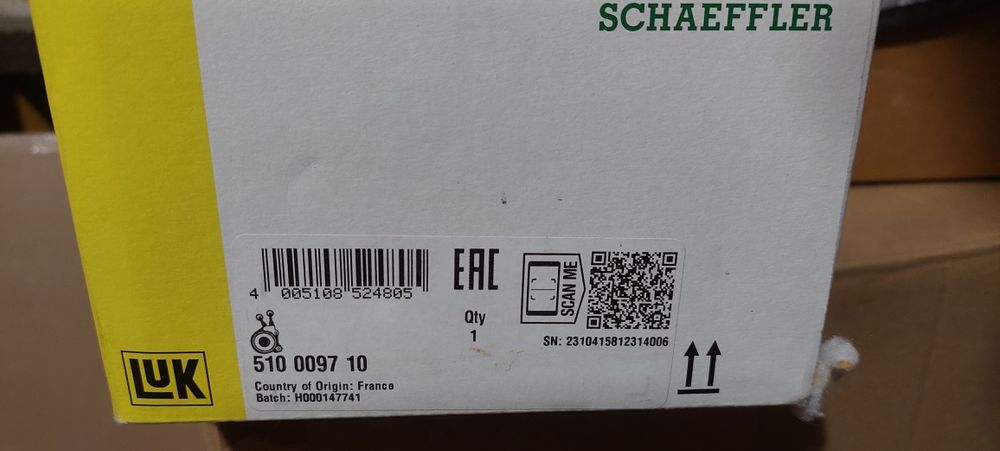 SCHAEFFLER
4 005108 524805
EAC
SCAN ME
Qty
1
SN: 2310415812314006
510 0097 10
Country of Origin: France
Batch: H000147741
LUK